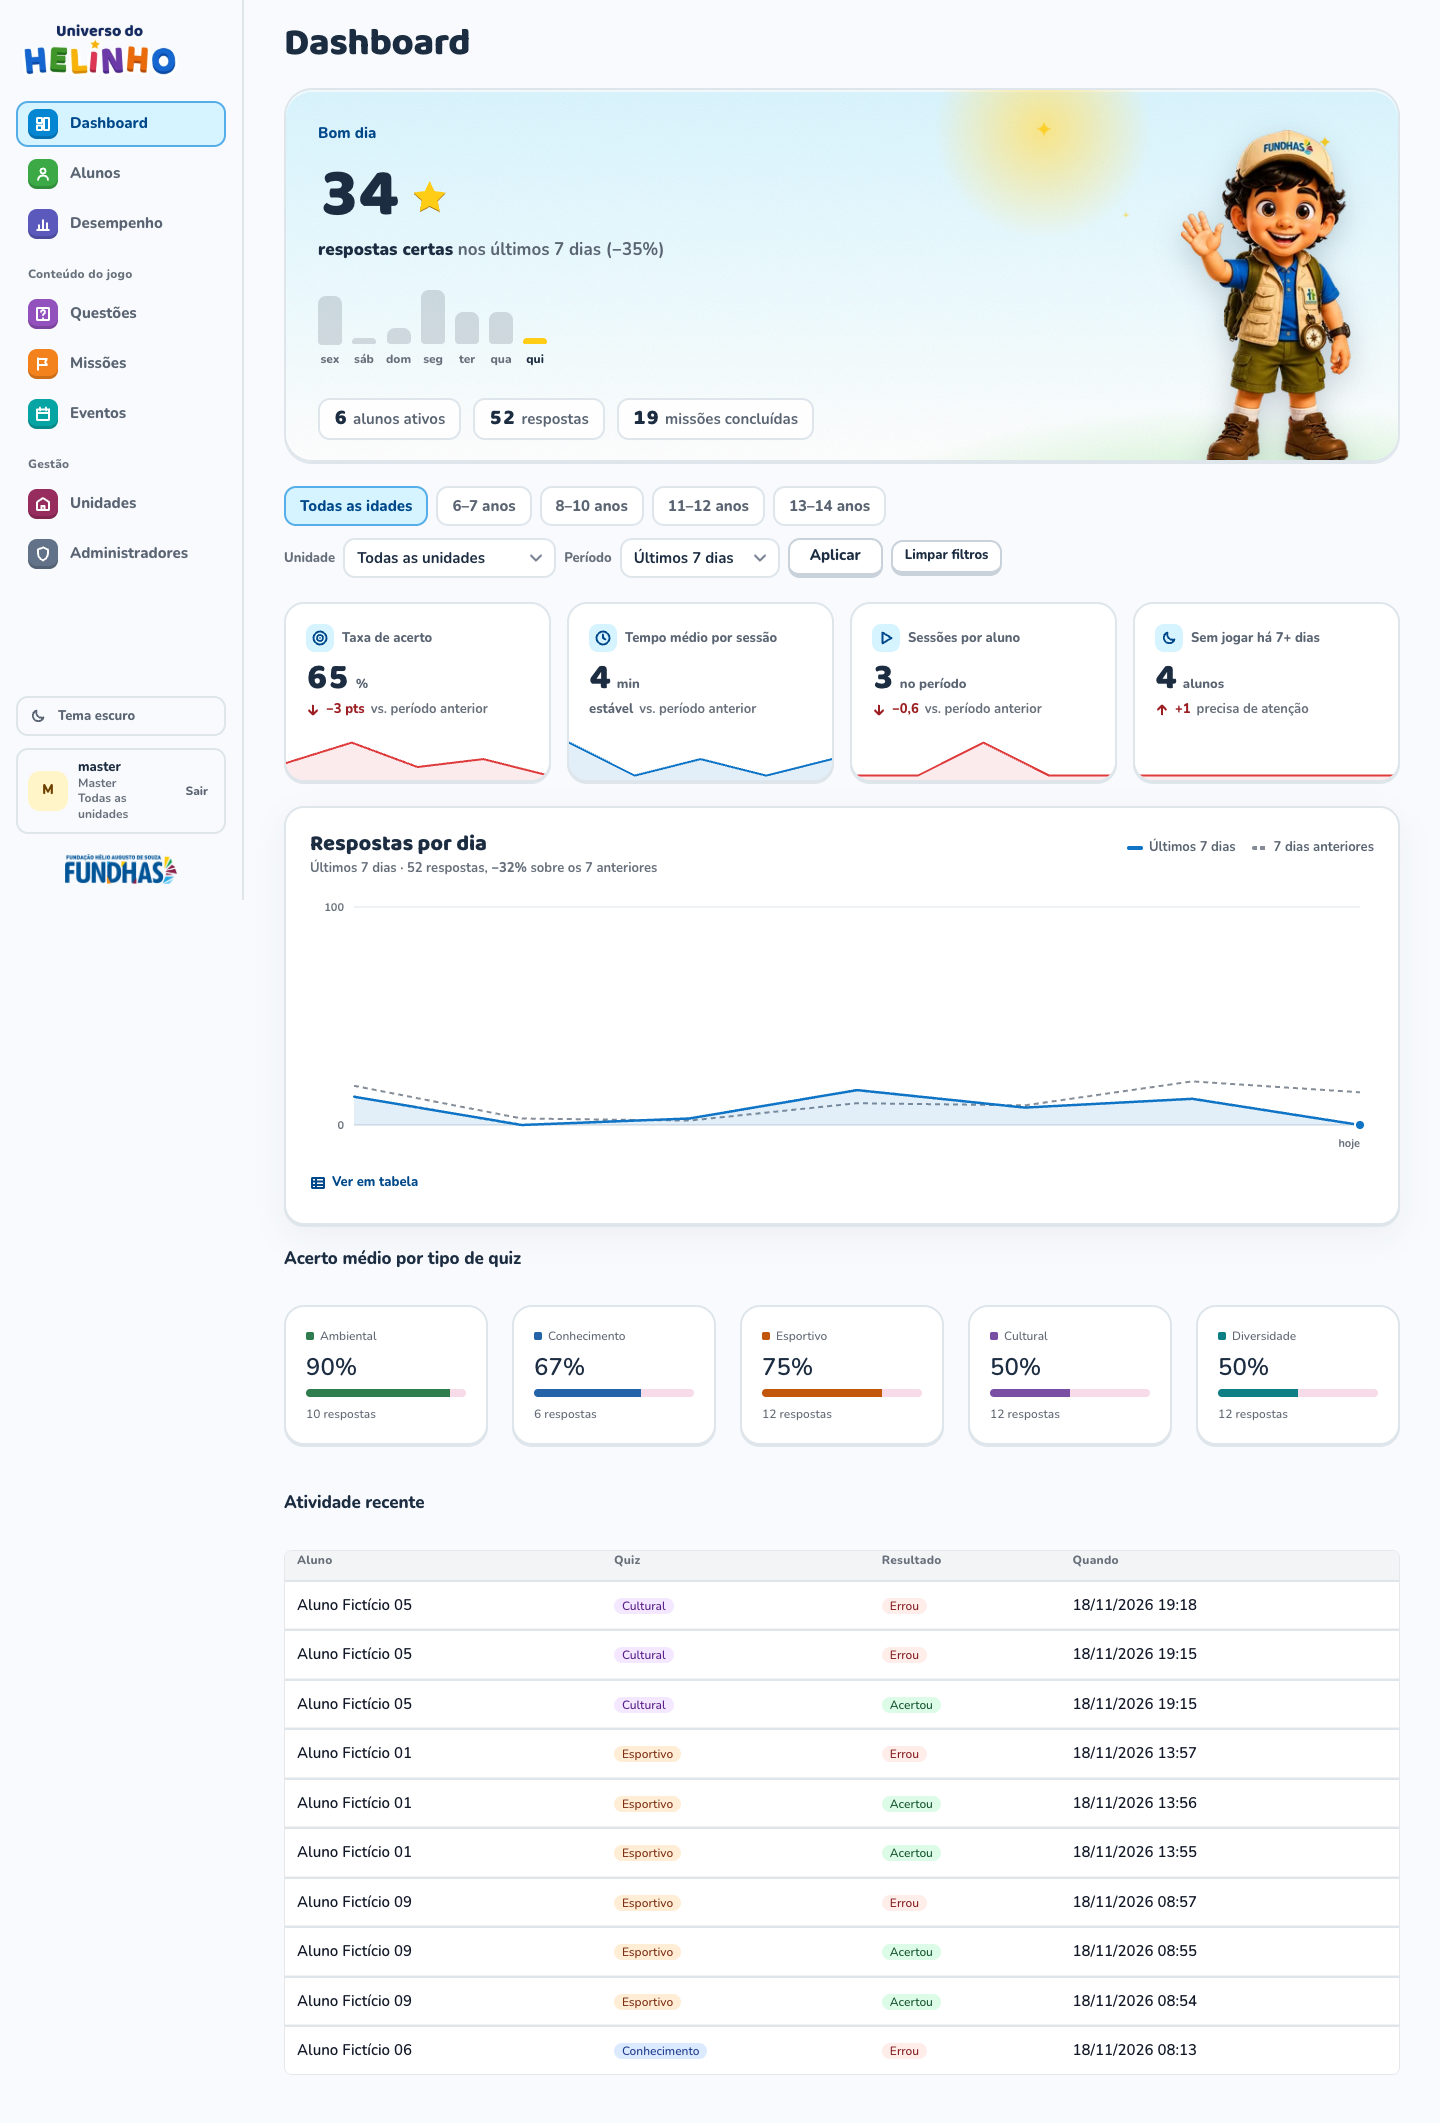 Universo do
HELINHO
Dashboard
Alunos
Desempenho
Conteúdo do jogo
Questões
Missões
Eventos
Gestão
Unidades
Administradores
Tema escuro
M
master
Master
Todas as
unidades
Sair
FUNDAÇÃO HÉLIO AUGUSTO DE SOUZA
FUNDHAS
Dashboard
Bom dia
34
respostas certas nos últimos 7 dias (−35%)
sex sáb dom seg ter qua qui
6 alunos ativos
52 respostas
19 missões concluídas
FUNDHAS
Todas as idades
6–7 anos
8–10 anos
11–12 anos
13–14 anos
Unidade Todas as unidades Período Últimos 7 dias Aplicar Limpar filtros
Taxa de acerto
65 %
−3 pts vs. período anterior
Tempo médio por sessão
4 min
estável vs. período anterior
Sessões por aluno
3 no período
−0,6 vs. período anterior
Sem jogar há 7+ dias
4 alunos
+1 precisa de atenção
Respostas por dia
Últimos 7 dias · 52 respostas, −32% sobre os 7 anteriores
Últimos 7 dias 7 dias anteriores
100
0
hoje
Ver em tabela
Acerto médio por tipo de quiz
Ambiental
90%
10 respostas
Conhecimento
67%
6 respostas
Esportivo
75%
12 respostas
Cultural
50%
12 respostas
Diversidade
50%
12 respostas
Atividade recente
Aluno Quiz Resultado Quando
Aluno Fictício 05 Cultural Errou 18/11/2026 19:18
Aluno Fictício 05 Cultural Errou 18/11/2026 19:15
Aluno Fictício 05 Cultural Acertou 18/11/2026 19:15
Aluno Fictício 01 Esportivo Errou 18/11/2026 13:57
Aluno Fictício 01 Esportivo Acertou 18/11/2026 13:56
Aluno Fictício 01 Esportivo Acertou 18/11/2026 13:55
Aluno Fictício 09 Esportivo Errou 18/11/2026 08:57
Aluno Fictício 09 Esportivo Acertou 18/11/2026 08:55
Aluno Fictício 09 Esportivo Acertou 18/11/2026 08:54
Aluno Fictício 06 Conhecimento Errou 18/11/2026 08:13